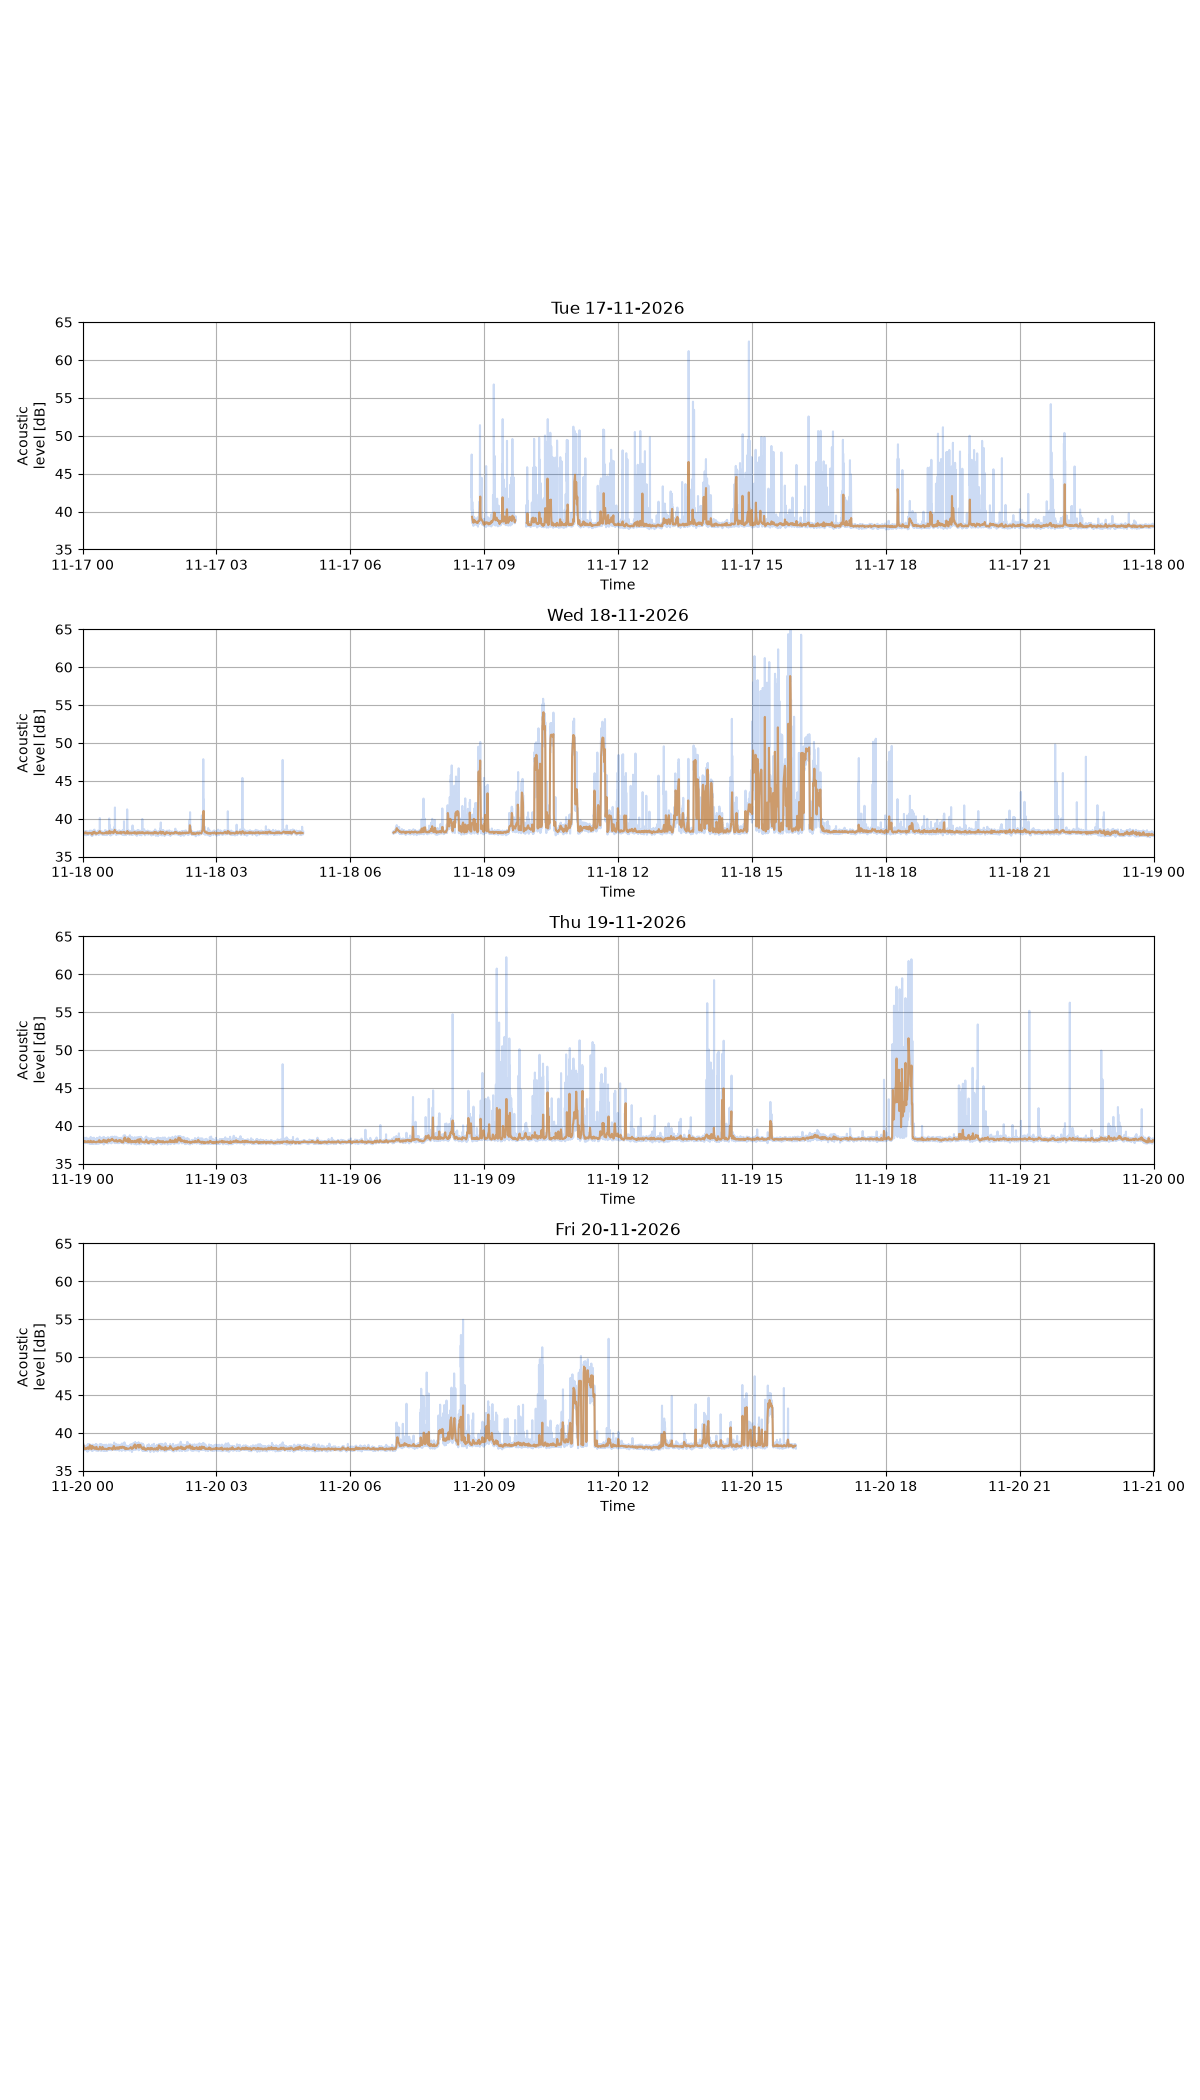 Tue 17-11-2026
65
60
55
50
45
40
35
Acoustic
level [dB]
11-17 00 11-17 03 11-17 06 11-17 09 11-17 12 11-17 15 11-17 18 11-17 21 11-18 00
Time
Wed 18-11-2026
65
60
55
50
45
40
35
Acoustic
level [dB]
11-18 00 11-18 03 11-18 06 11-18 09 11-18 12 11-18 15 11-18 18 11-18 21 11-19 00
Time
Thu 19-11-2026
65
60
55
50
45
40
35
Acoustic
level [dB]
11-19 00 11-19 03 11-19 06 11-19 09 11-19 12 11-19 15 11-19 18 11-19 21 11-20 00
Time
Fri 20-11-2026
65
60
55
50
45
40
35
Acoustic
level [dB]
11-20 00 11-20 03 11-20 06 11-20 09 11-20 12 11-20 15 11-20 18 11-20 21 11-21 00
Time